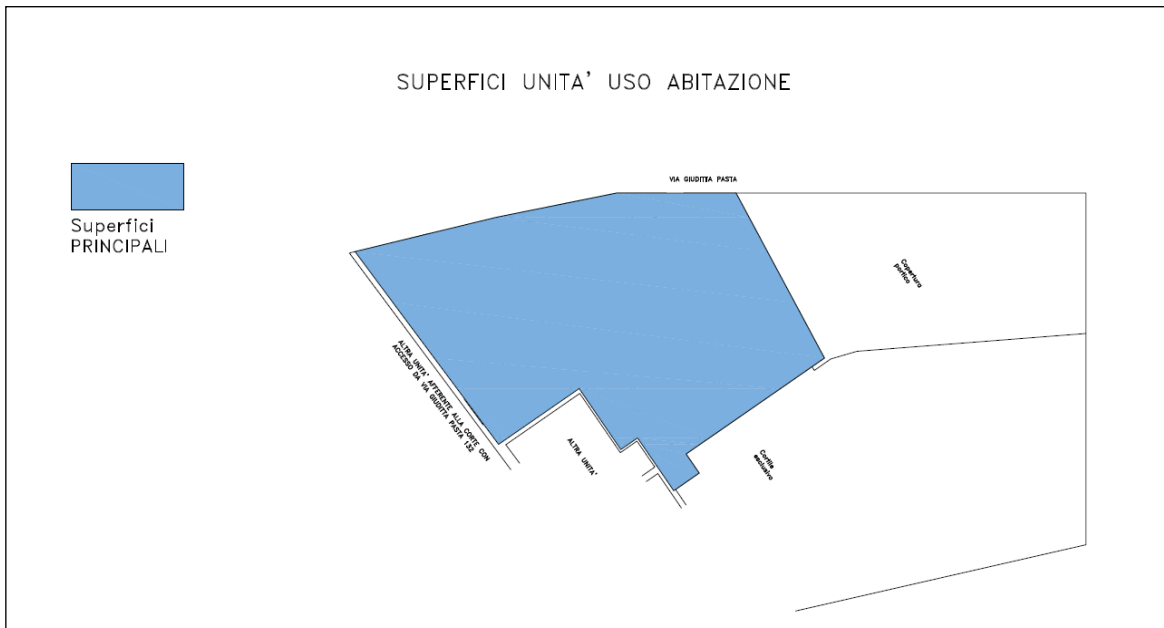 SUPERFICI UNITA' USO ABITAZIONE
Superfici
PRINCIPALI
VIA GIUDITTA PASTA
Copertura
portico
ALTRA UNITA' AFFERENTE ALLA CORTE CON
ACCESSO DA VIA GIUDITTA PASTA 132
ALTRA UNITA'
Cortile
esclusivo